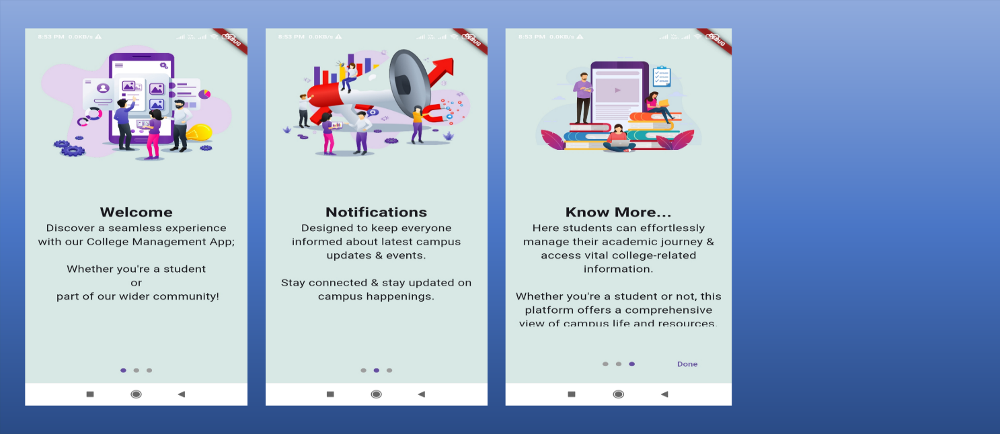 8:53 PM 0.0KB/s
DEBUG
Welcome
Discover a seamless experience
with our College Management App;
Whether you're a student
or
part of our wider community!
8:53 PM 0.0KB/s
DEBUG
Notifications
Designed to keep everyone
informed about latest campus
updates & events.
Stay connected & stay updated on
campus happenings.
8:53 PM 0.0KB/s
DEBUG
Know More...
Here students can effortlessly
manage their academic journey &
access vital college-related
information.
Whether you're a student or not, this
platform offers a comprehensive
view of campus life and resources.
Done